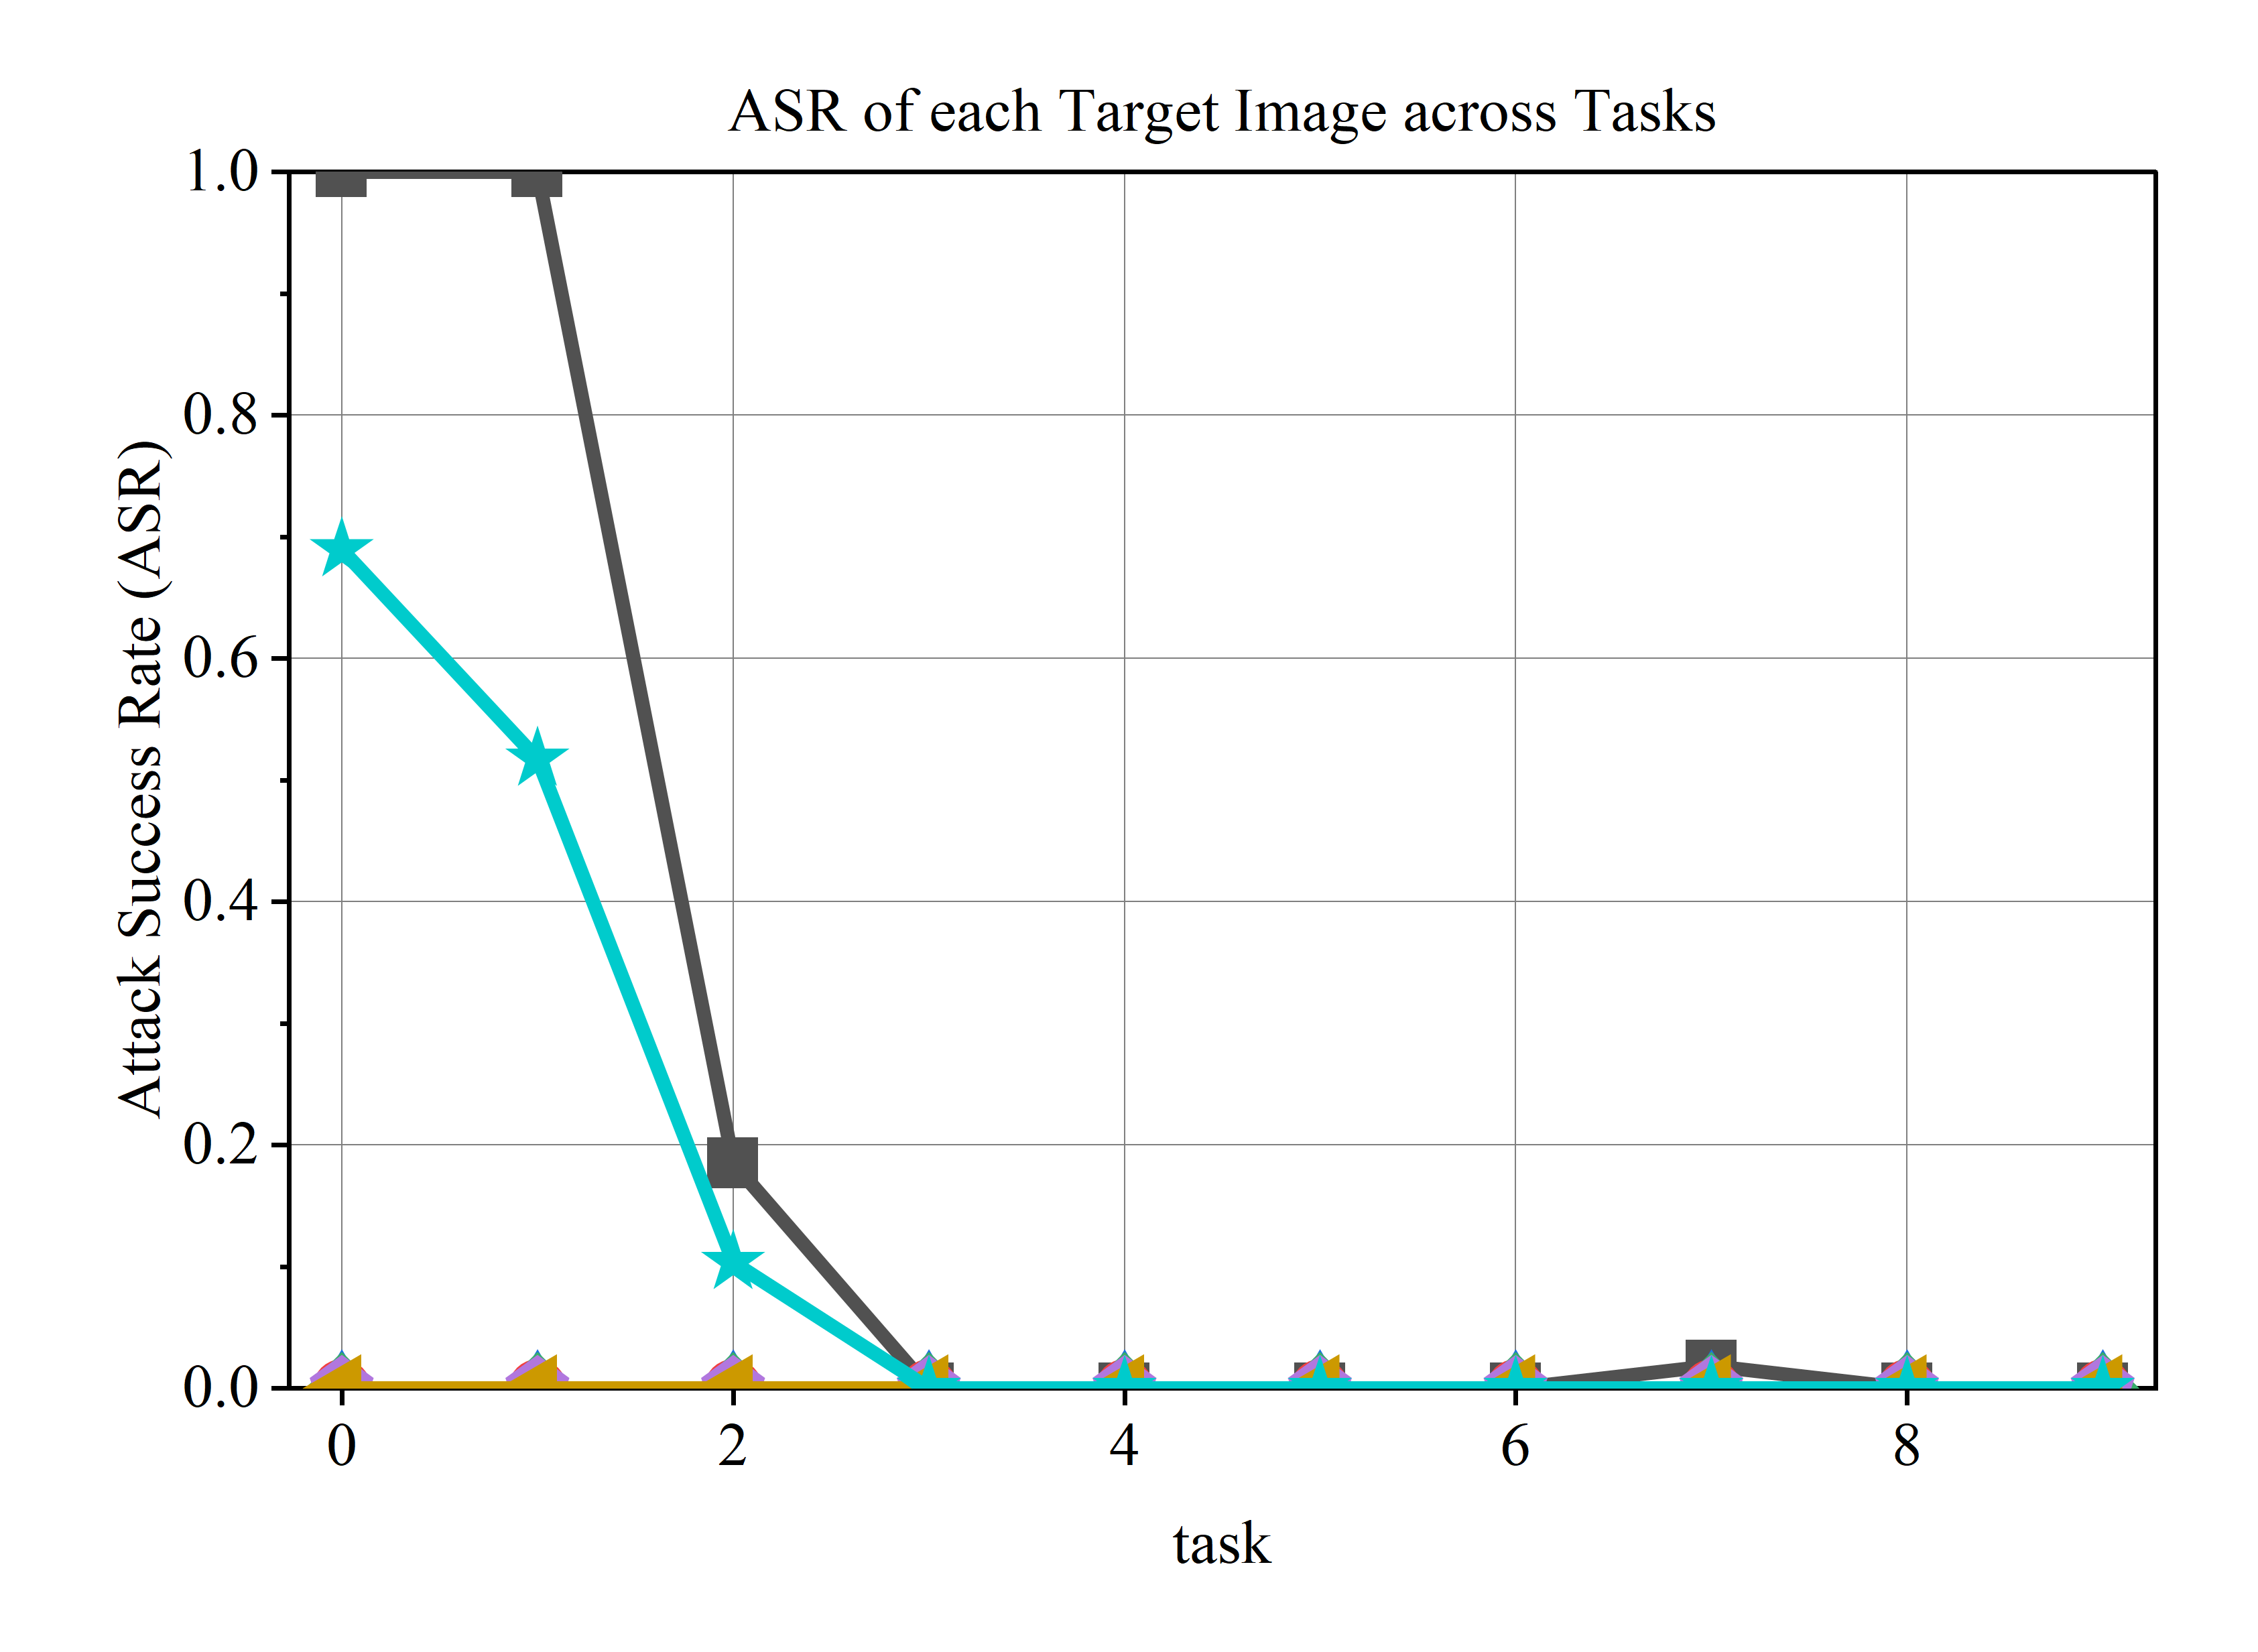 ASR of each Target Image across Tasks
Attack Success Rate (ASR)
1.0
0.8
0.6
0.4
0.2
0.0
0 2 4 6 8
task